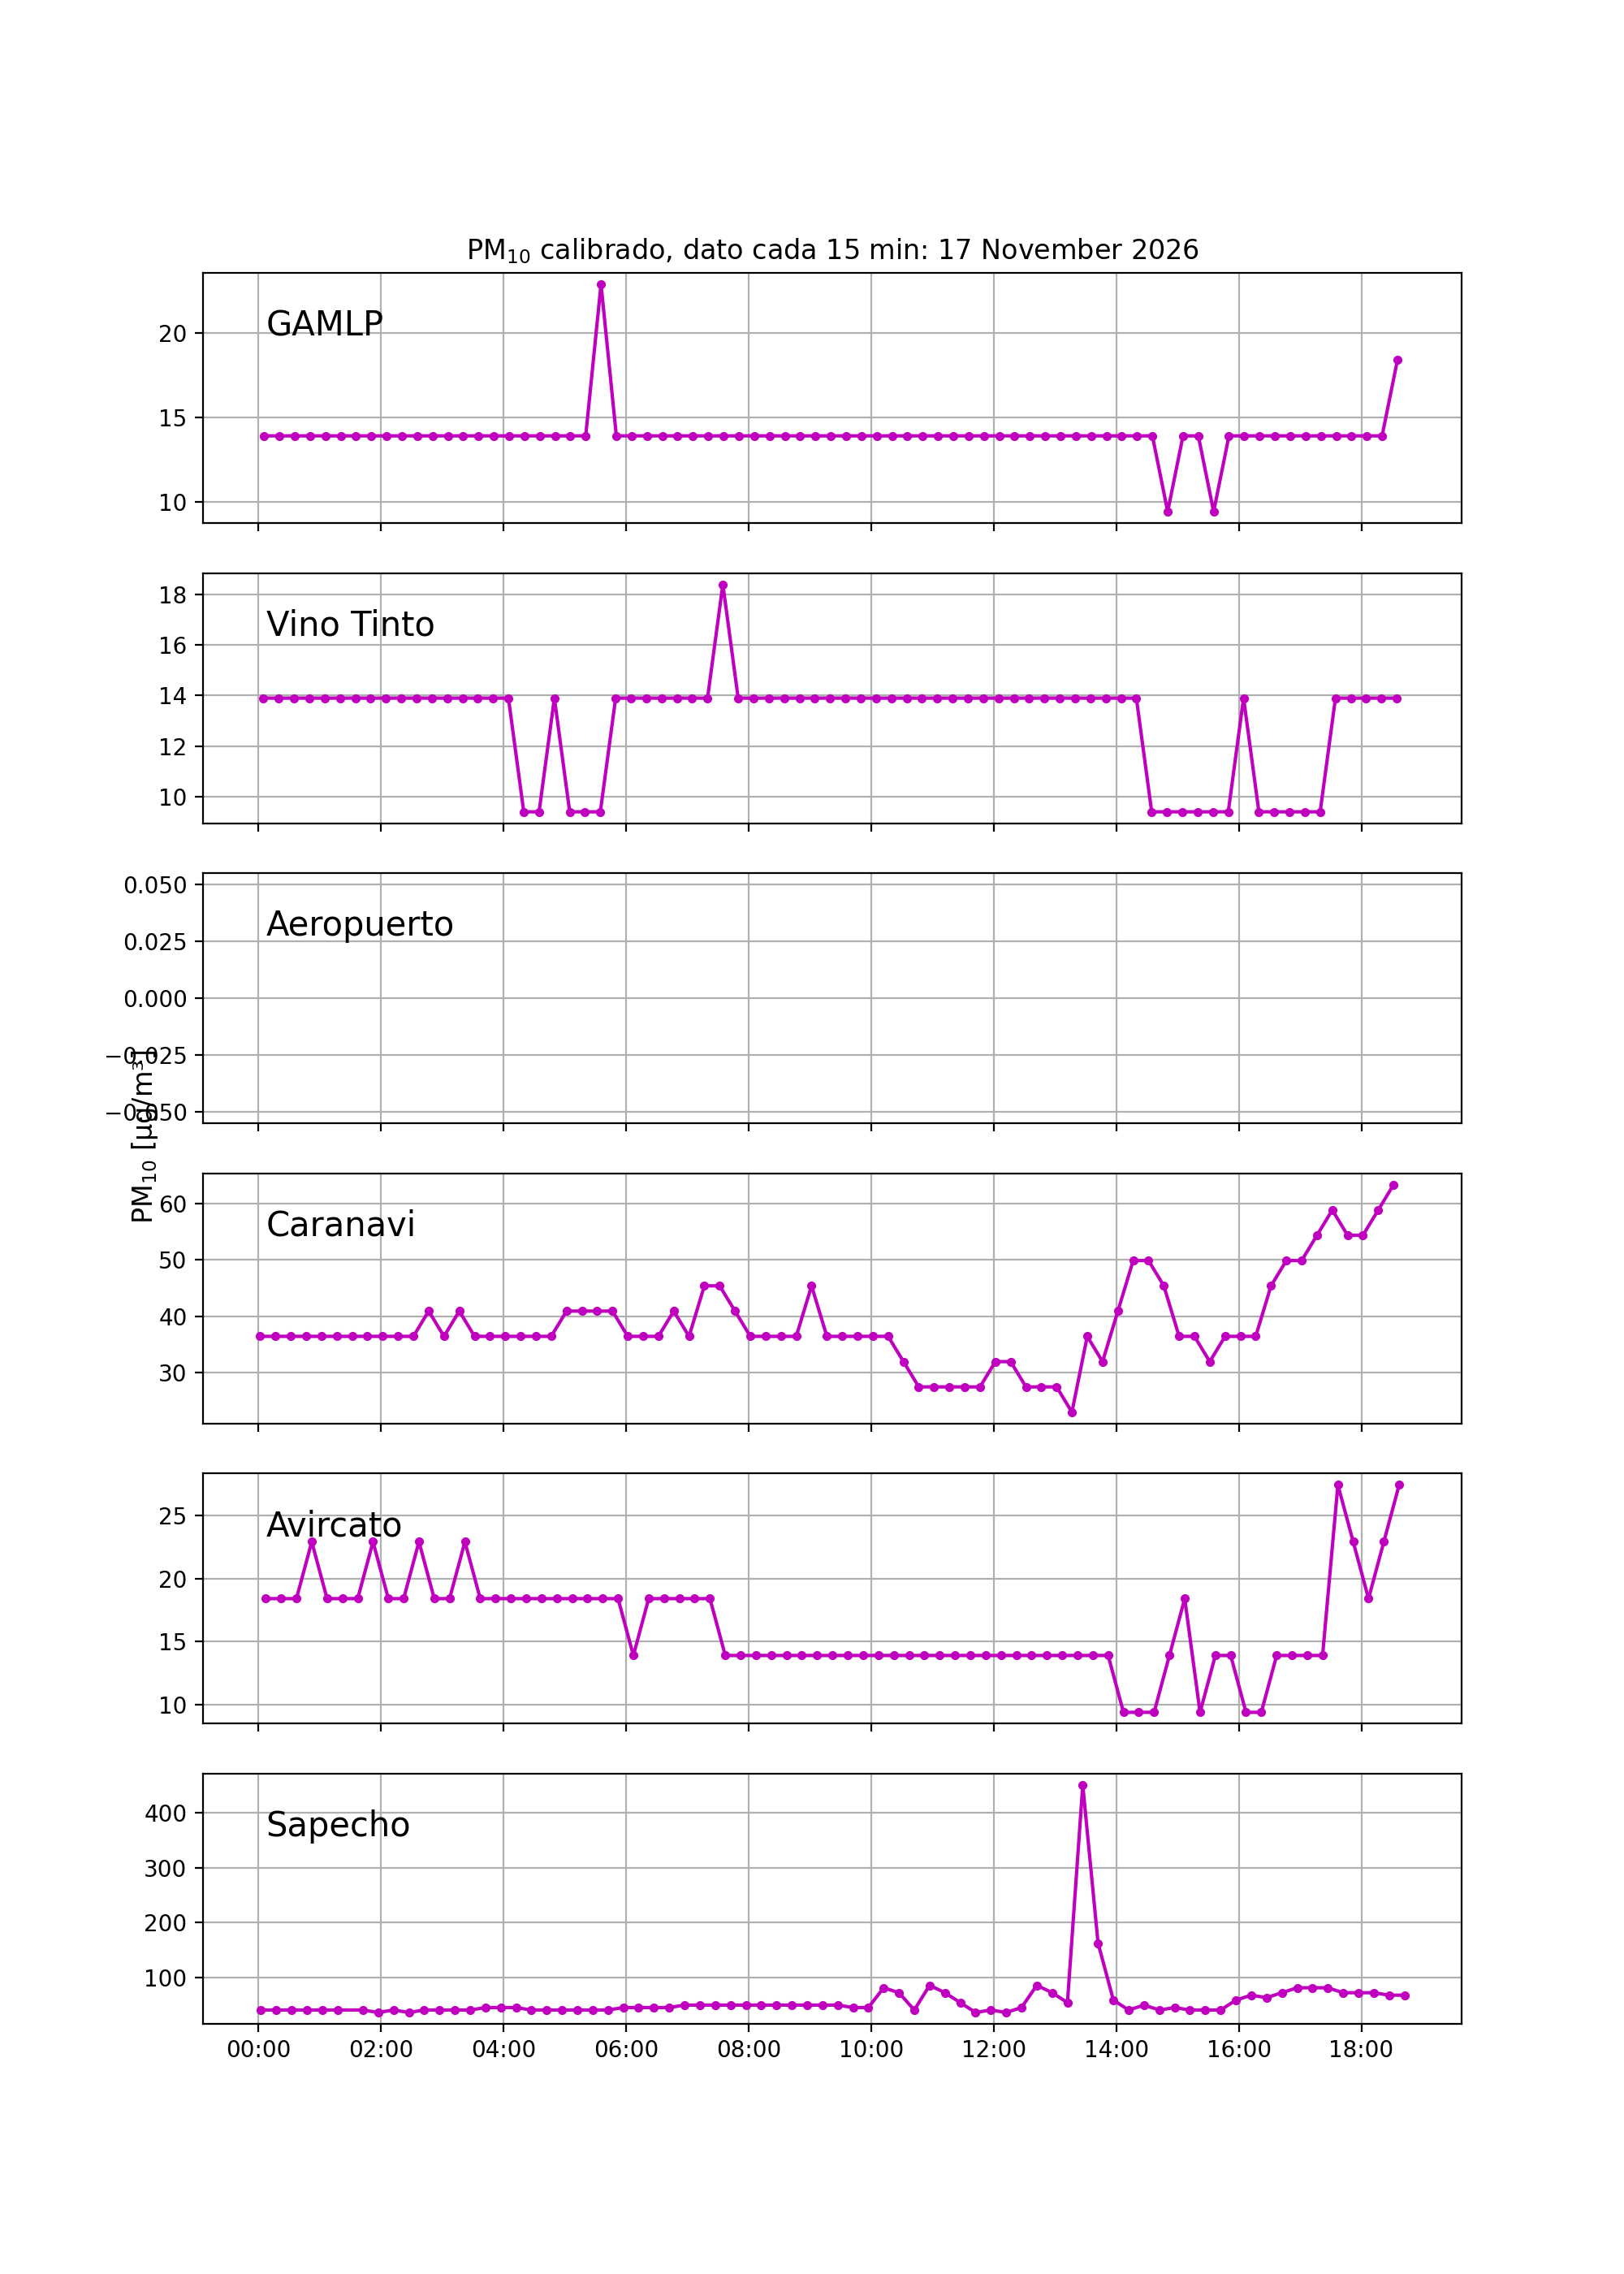 PM₁₀ calibrado, dato cada 15 min: 17 November 2026
GAMLP
20
15
10
Vino Tinto
18
16
14
12
10
Aeropuerto
0.050
0.025
0.000
−0.025
−0.050
PM₁₀ [µg/m³]
Caranavi
60
50
40
30
Avircato
25
20
15
10
Sapecho
400
300
200
100
00:00 02:00 04:00 06:00 08:00 10:00 12:00 14:00 16:00 18:00